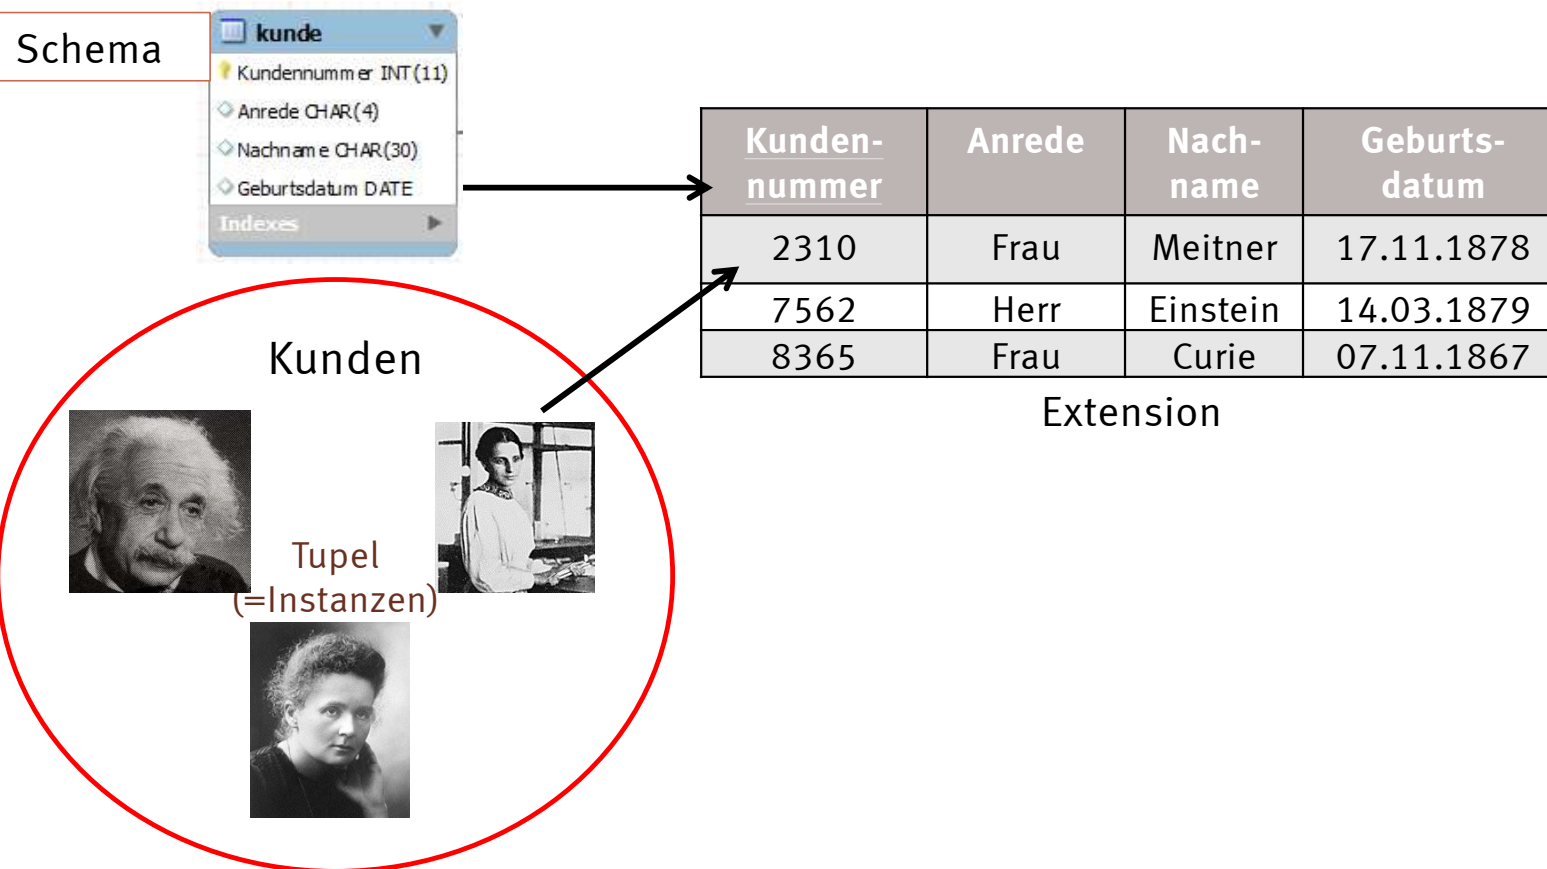 Schema
kunde
Kundennummer INT(11)
Anrede CHAR(4)
Nachname CHAR(30)
Geburtsdatum DATE
Indexes
Kunden-
nummer
Anrede
Nach-
name
Geburts-
datum
2310 Frau Meitner 17.11.1878
7562 Herr Einstein 14.03.1879
8365 Frau Curie 07.11.1867
Extension
Kunden
Tupel
(=Instanzen)